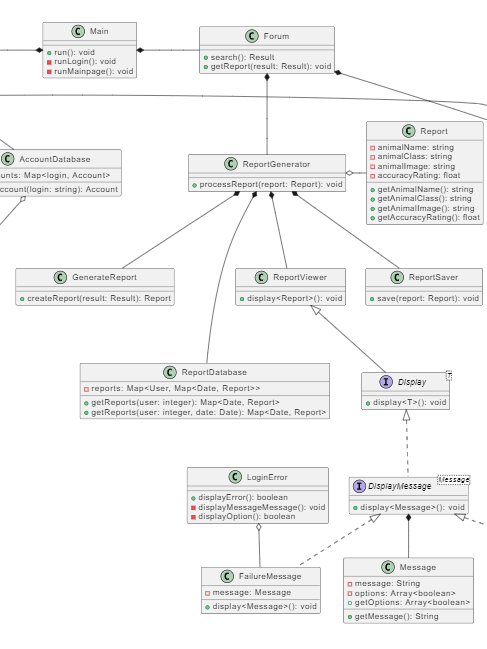 C Main
run(): void
runLogin(): void
runMainpage(): void
C Forum
search(): Result
getReport(result: Result): void
C Report
animalName: string
animalClass: string
animalImage: string
accuracyRating: float
getAnimalName(): string
getAnimalClass(): string
getAnimalImage(): string
getAccuracyRating(): float
C AccountDatabase
unts: Map<login, Account>
ccount(login: string): Account
C ReportGenerator
processReport(report: Report): void
C GenerateReport
createReport(result: Result): Report
C ReportViewer
display<Report>(): void
C ReportSaver
save(report: Report): void
C ReportDatabase
reports: Map<User, Map<Date, Report>>
getReports(user: integer): Map<Date, Report>
getReports(user: integer, date: Date): Map<Date, Report>
I Display T
display<T>(): void
C LoginError
displayError(): boolean
displayMessageMessage(): void
displayOption(): boolean
I DisplayMessage Message
display<Message>(): void
C FailureMessage
message: Message
display<Message>(): void
C Message
message: String
options: Array<boolean>
getOptions: Array<boolean>
getMessage(): String